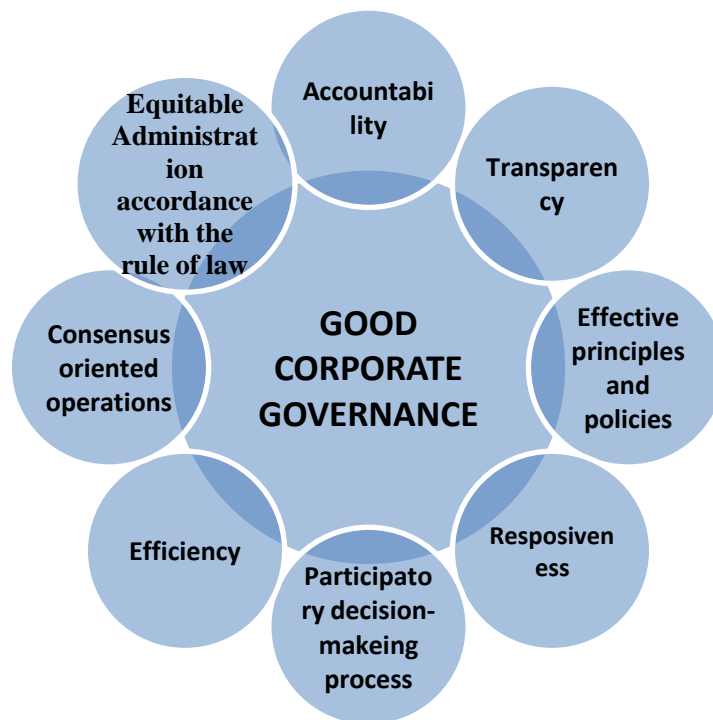 Accountabi
lity
Transparen
cy
Effective
principles
and
policies
Resposiven
ess
Participato
ry decision-
makeing
process
Efficiency
Consensus
oriented
operations
Equitable
Administrat
ion
accordance
with the
rule of law
GOOD
CORPORATE
GOVERNANCE